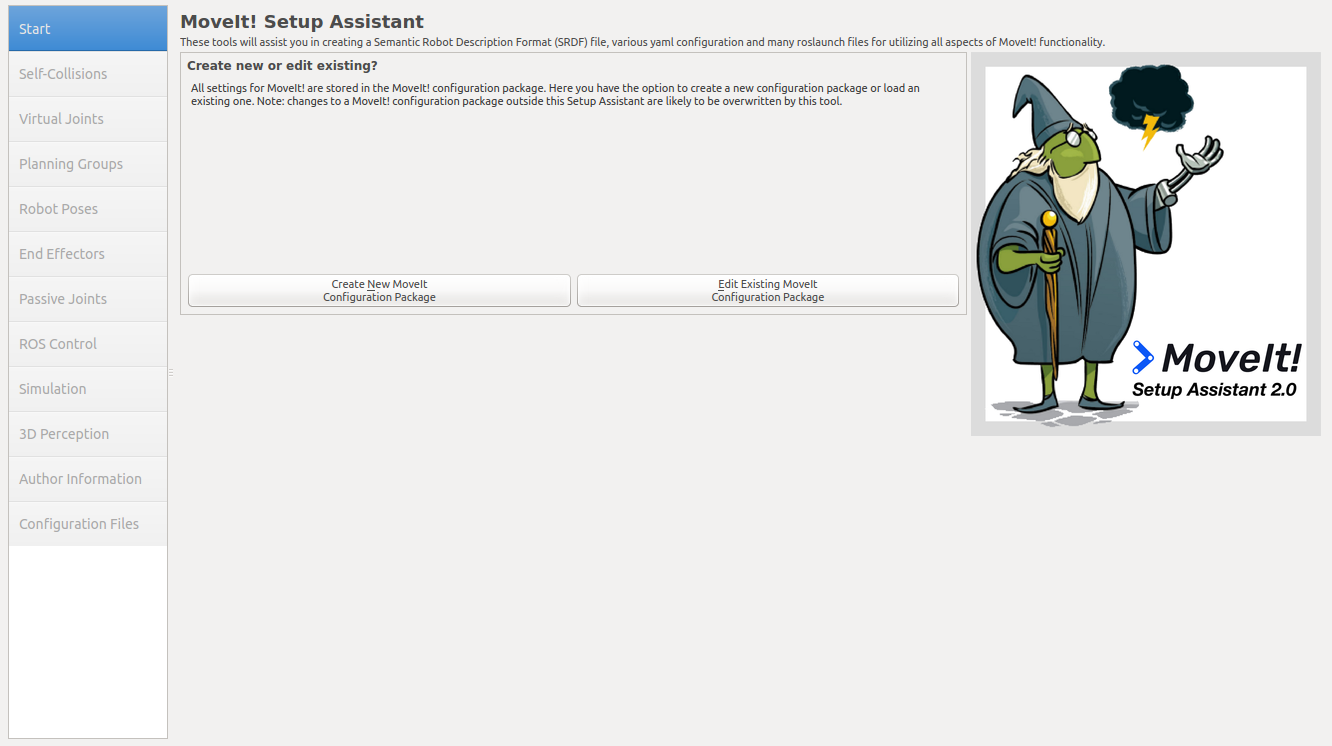 Start
Self-Collisions
Virtual Joints
Planning Groups
Robot Poses
End Effectors
Passive Joints
ROS Control
Simulation
3D Perception
Author Information
Configuration Files
MoveIt! Setup Assistant
These tools will assist you in creating a Semantic Robot Description Format (SRDF) file, various yaml configuration and many roslaunch files for utilizing all aspects of MoveIt! functionality.
Create new or edit existing?
All settings for MoveIt! are stored in the MoveIt! configuration package. Here you have the option to create a new configuration package or load an
existing one. Note: changes to a MoveIt! configuration package outside this Setup Assistant are likely to be overwritten by this tool.
Create New MoveIt
Configuration Package
Edit Existing MoveIt
Configuration Package
MoveIt!
Setup Assistant 2.0